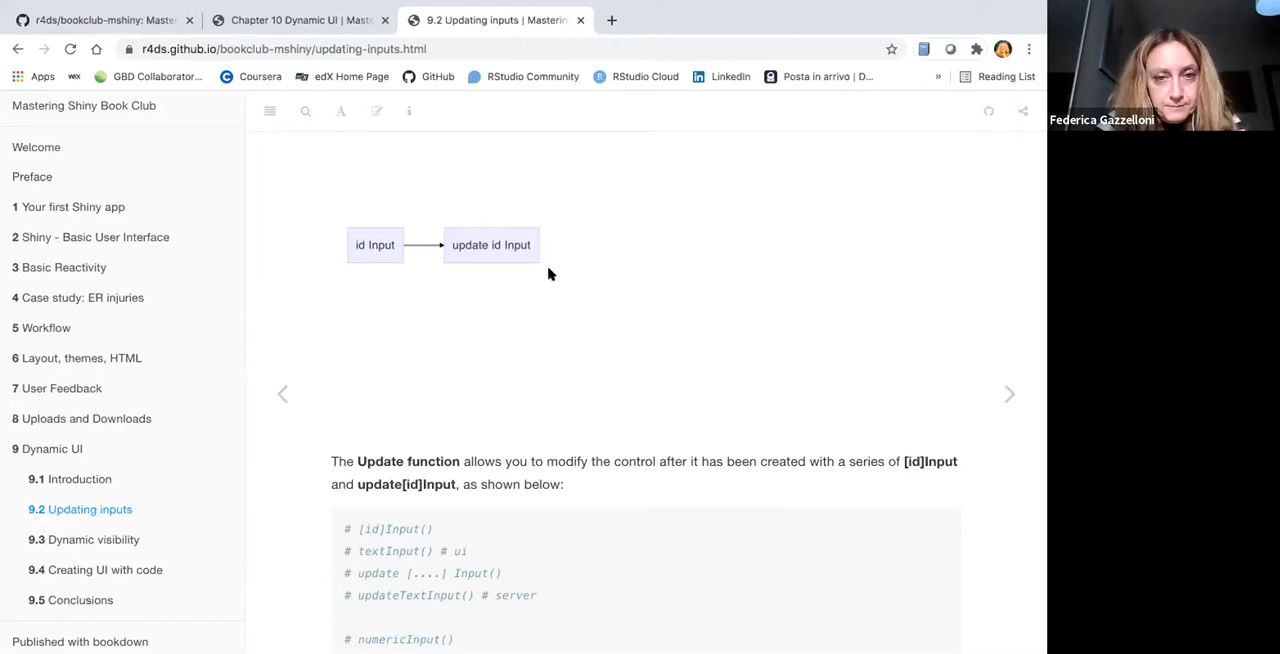 r4ds/bookclub-mshiny: Master
Chapter 10 Dynamic UI | Maste
9.2 Updating inputs | Masterin
r4ds.github.io/bookclub-mshiny/updating-inputs.html
Apps
WIX
GBD Collaborator...
Coursera
edX Home Page
GitHub
RStudio Community
RStudio Cloud
LinkedIn
Posta in arrivo | D...
»
Reading List
Federica Gazzelloni
Mastering Shiny Book Club
Welcome
Preface
1 Your first Shiny app
2 Shiny - Basic User Interface
3 Basic Reactivity
4 Case study: ER injuries
5 Workflow
6 Layout, themes, HTML
7 User Feedback
8 Uploads and Downloads
9 Dynamic UI
9.1 Introduction
9.2 Updating inputs
9.3 Dynamic visibility
9.4 Creating UI with code
9.5 Conclusions
Published with bookdown
id Input
update id Input
The Update function allows you to modify the control after it has been created with a series of [id]Input
and update[id]Input, as shown below:
# [id]Input()
# textInput() # ui
# update [....] Input()
# updateTextInput() # server
# numericInput()